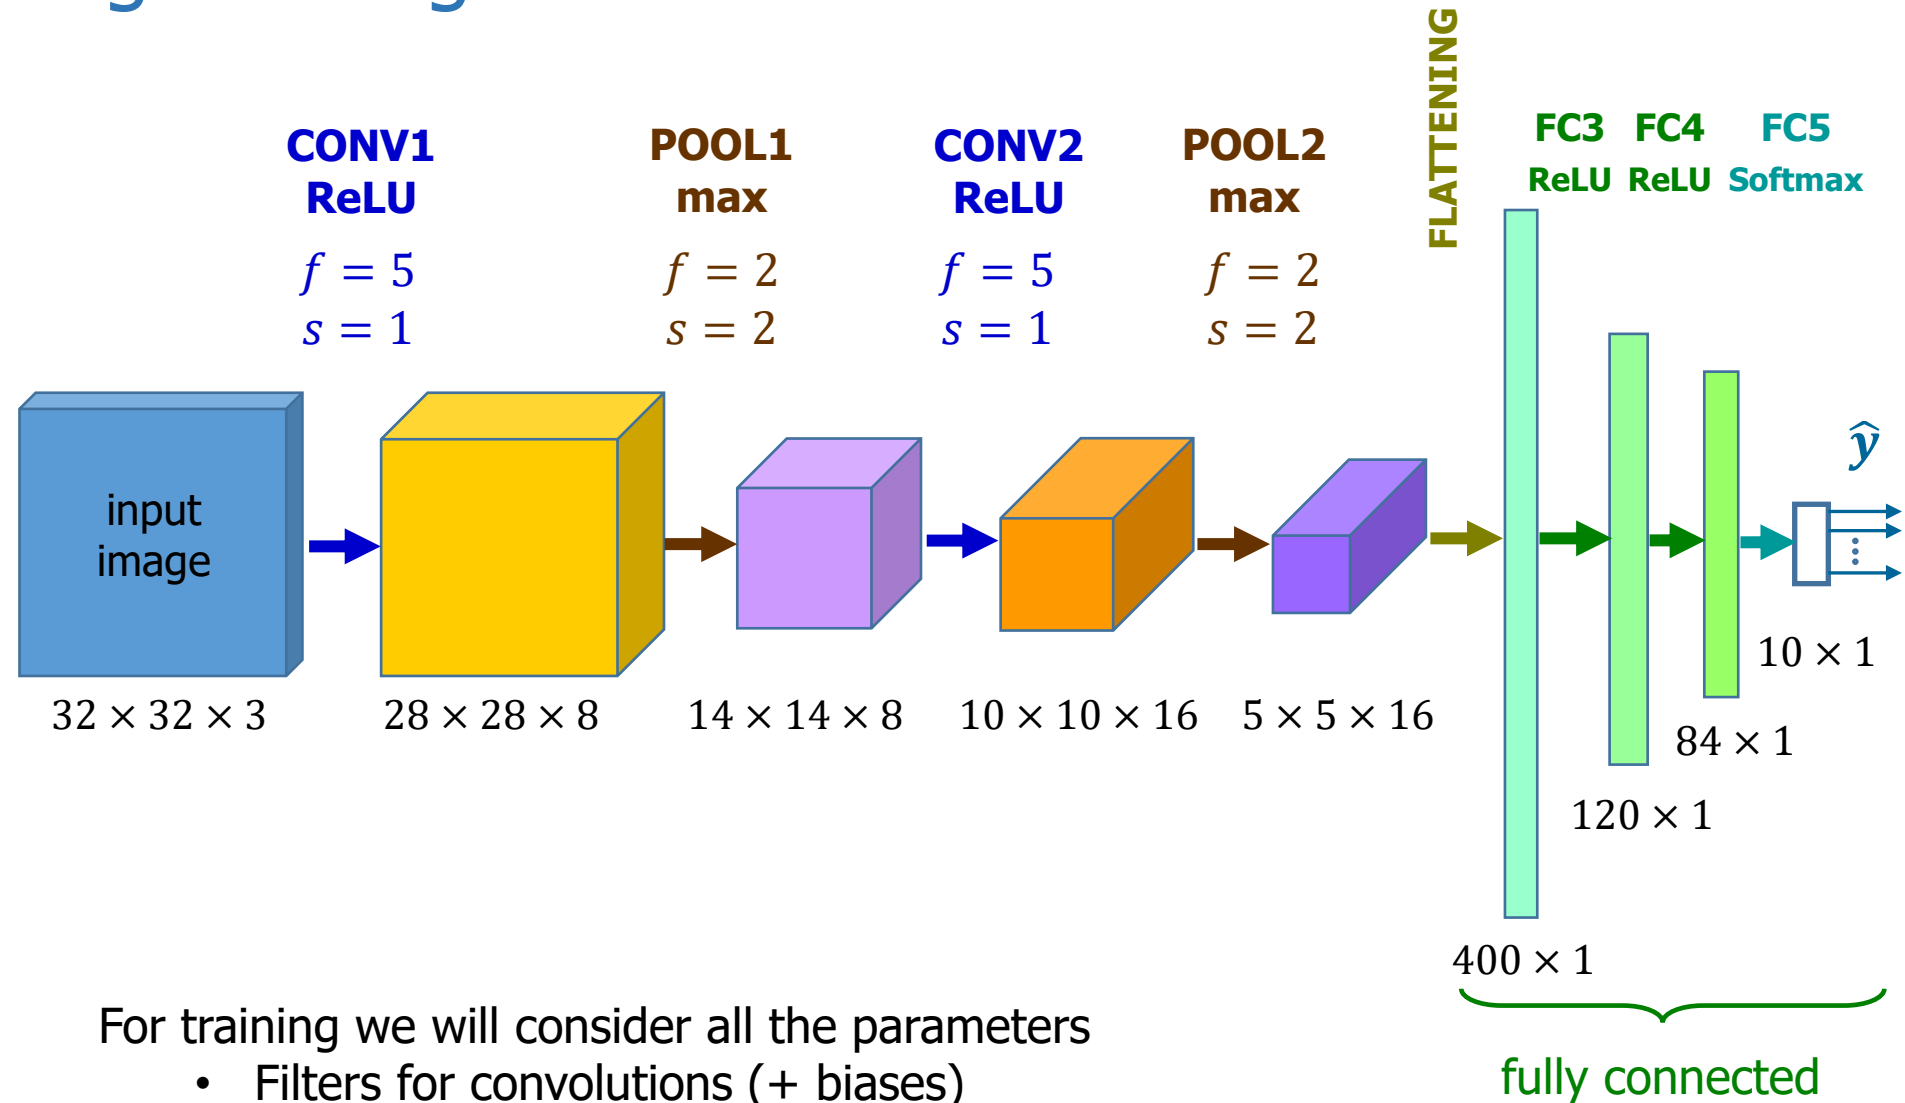 FLATTENING
CONV1 POOL1 CONV2 POOL2 FC3 FC4 FC5
ReLU max ReLU max ReLU ReLU Softmax
f = 5 f = 2 f = 5 f = 2
s = 1 s = 2 s = 1 s = 2
input
image
ŷ
32 × 32 × 3 28 × 28 × 8 14 × 14 × 8 10 × 10 × 16 5 × 5 × 16
10 × 1
84 × 1
120 × 1
400 × 1
For training we will consider all the parameters
• Filters for convolutions (+ biases)
fully connected